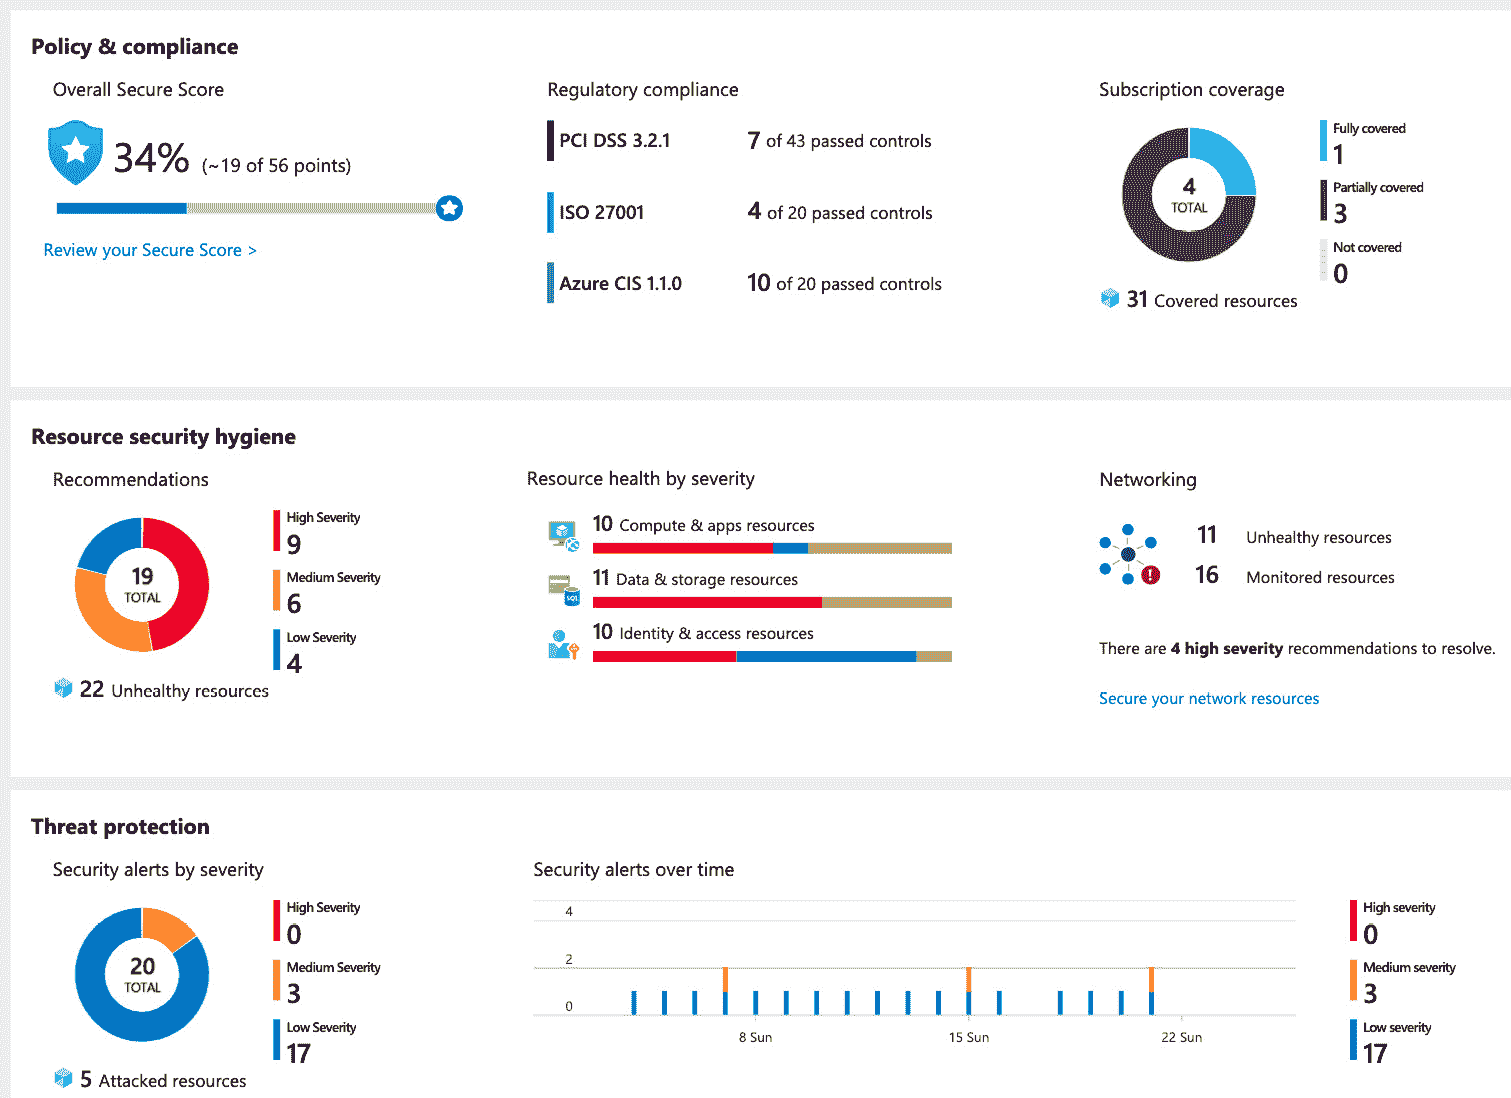 Policy & compliance
Overall Secure Score
34% (~19 of 56 points)
Review your Secure Score >
Regulatory compliance
PCI DSS 3.2.1 7 of 43 passed controls
ISO 27001 4 of 20 passed controls
Azure CIS 1.1.0 10 of 20 passed controls
Subscription coverage
4
TOTAL
Fully covered
1
Partially covered
3
Not covered
0
31 Covered resources
Resource security hygiene
Recommendations
19
TOTAL
High Severity
9
Medium Severity
6
Low Severity
4
22 Unhealthy resources
Resource health by severity
10 Compute & apps resources
11 Data & storage resources
SQL
10 Identity & access resources
Networking
11 Unhealthy resources
16 Monitored resources
There are 4 high severity recommendations to resolve.
Secure your network resources
Threat protection
Security alerts by severity
20
TOTAL
High Severity
0
Medium Severity
3
Low Severity
17
5 Attacked resources
Security alerts over time
4
2
0
8 Sun 15 Sun 22 Sun
High severity
0
Medium severity
3
Low severity
17